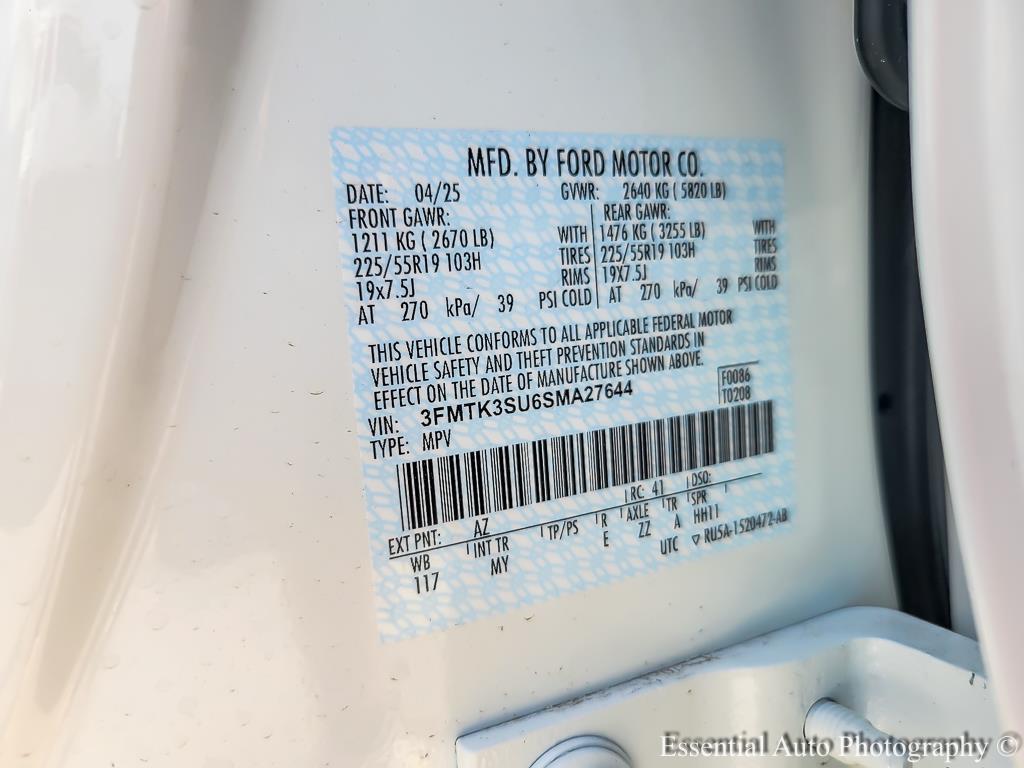 MFD. BY FORD MOTOR CO.
DATE: 04/25 GVWR: 2640 KG ( 5820 LB)
FRONT GAWR: REAR GAWR:
1211 KG ( 2670 LB) WITH 1476 KG ( 3255 LB) WITH
225/55R19 103H TIRES 225/55R19 103H TIRES
19x7.5J RIMS 19X7.5J RIMS
AT 270 kPa/ 39 PSI COLD AT 270 kPa/ 39 PSI COLD
THIS VEHICLE CONFORMS TO ALL APPLICABLE FEDERAL MOTOR
VEHICLE SAFETY AND THEFT PREVENTION STANDARDS IN
EFFECT ON THE DATE OF MANUFACTURE SHOWN ABOVE.
VIN: 3FMTK3SU6SMA27644 F0086
TYPE: MPV T0208
EXT PNT: AZ RC: 41 DSO:
WB INT TR TP/PS R AXLE TR SPR
117 MY E ZZ A HH11
UTC ▽ RU5A-1520472-AB
Essential Auto Photography ©